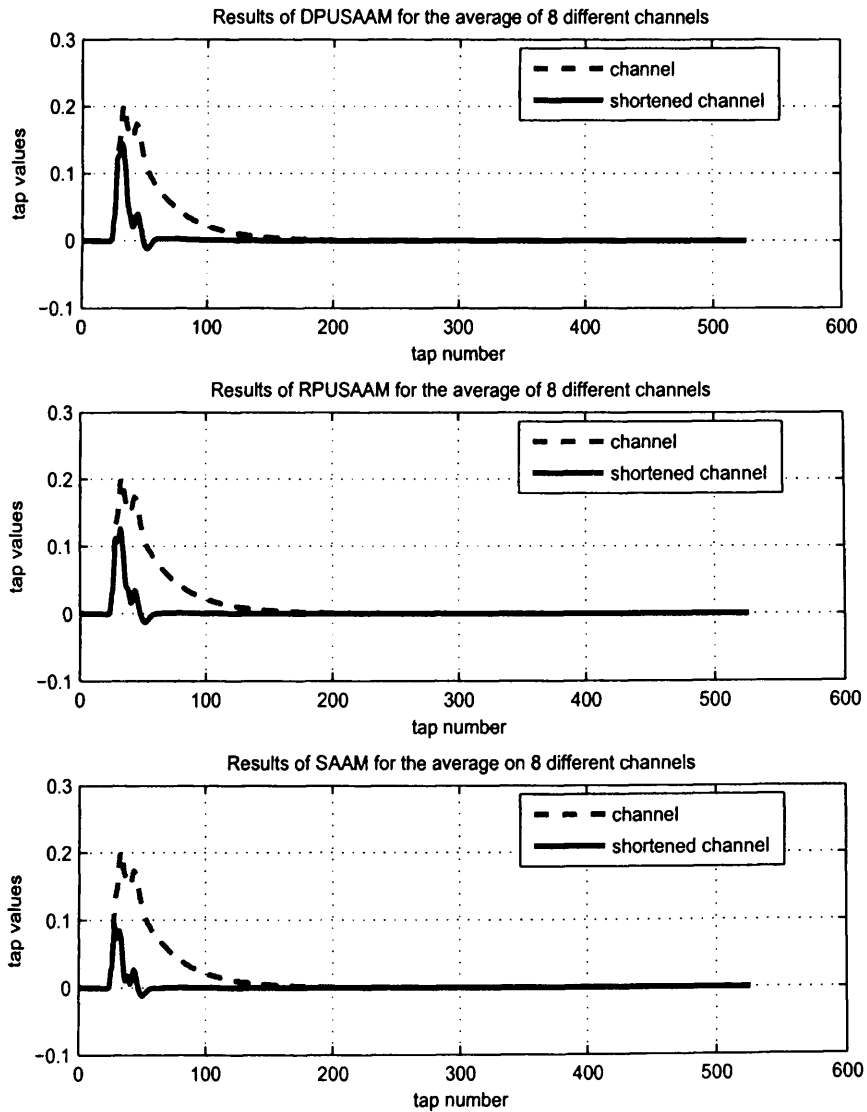 Results of DPUSAAM for the average of 8 different channels
0.3
0.2
0.1
0
−0.1
tap values
channel
shortened channel
0 100 200 300 400 500 600
tap number
Results of RPUSAAM for the average of 8 different channels
0.3
0.2
0.1
0
−0.1
tap values
channel
shortened channel
0 100 200 300 400 500 600
tap number
Results of SAAM for the average on 8 different channels
0.3
0.2
0.1
0
−0.1
tap values
channel
shortened channel
0 100 200 300 400 500 600
tap number